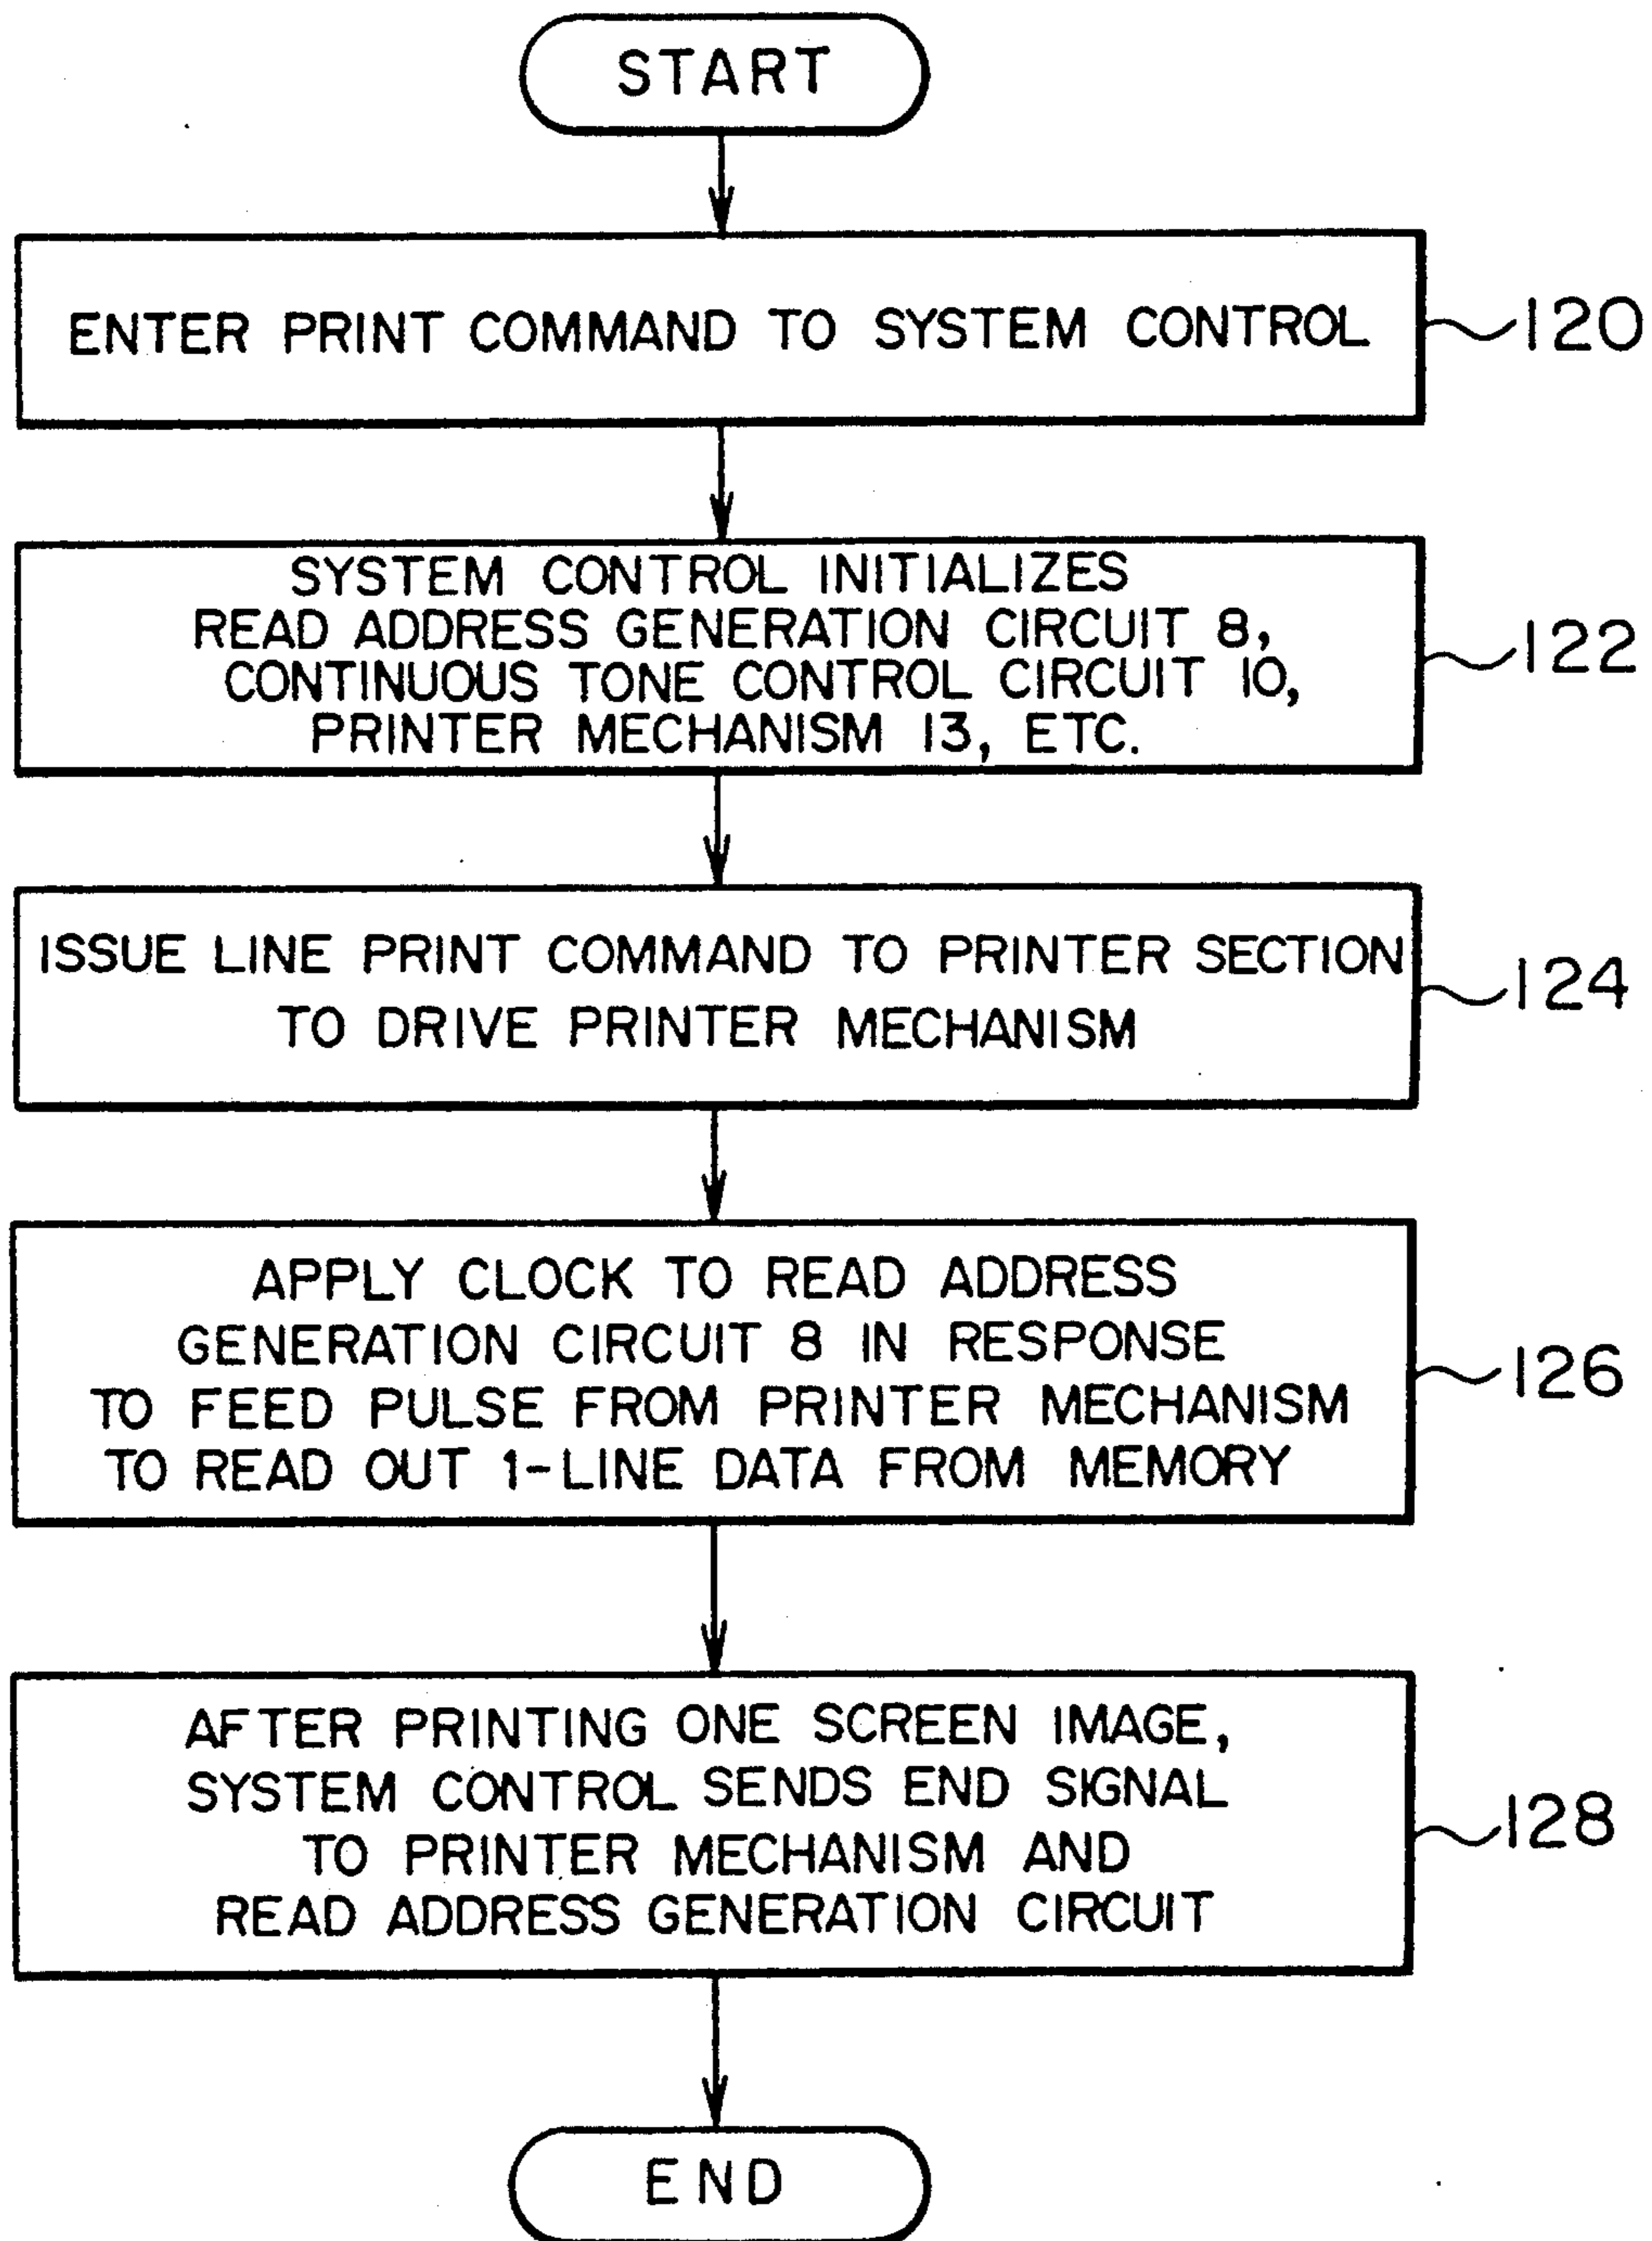 START
ENTER PRINT COMMAND TO SYSTEM CONTROL
120
SYSTEM CONTROL INITIALIZES
READ ADDRESS GENERATION CIRCUIT 8,
CONTINUOUS TONE CONTROL CIRCUIT 10,
PRINTER MECHANISM 13, ETC.
122
ISSUE LINE PRINT COMMAND TO PRINTER SECTION
TO DRIVE PRINTER MECHANISM
124
APPLY CLOCK TO READ ADDRESS
GENERATION CIRCUIT 8 IN RESPONSE
TO FEED PULSE FROM PRINTER MECHANISM
TO READ OUT 1-LINE DATA FROM MEMORY
126
AFTER PRINTING ONE SCREEN IMAGE,
SYSTEM CONTROL SENDS END SIGNAL
TO PRINTER MECHANISM AND
READ ADDRESS GENERATION CIRCUIT
128
END